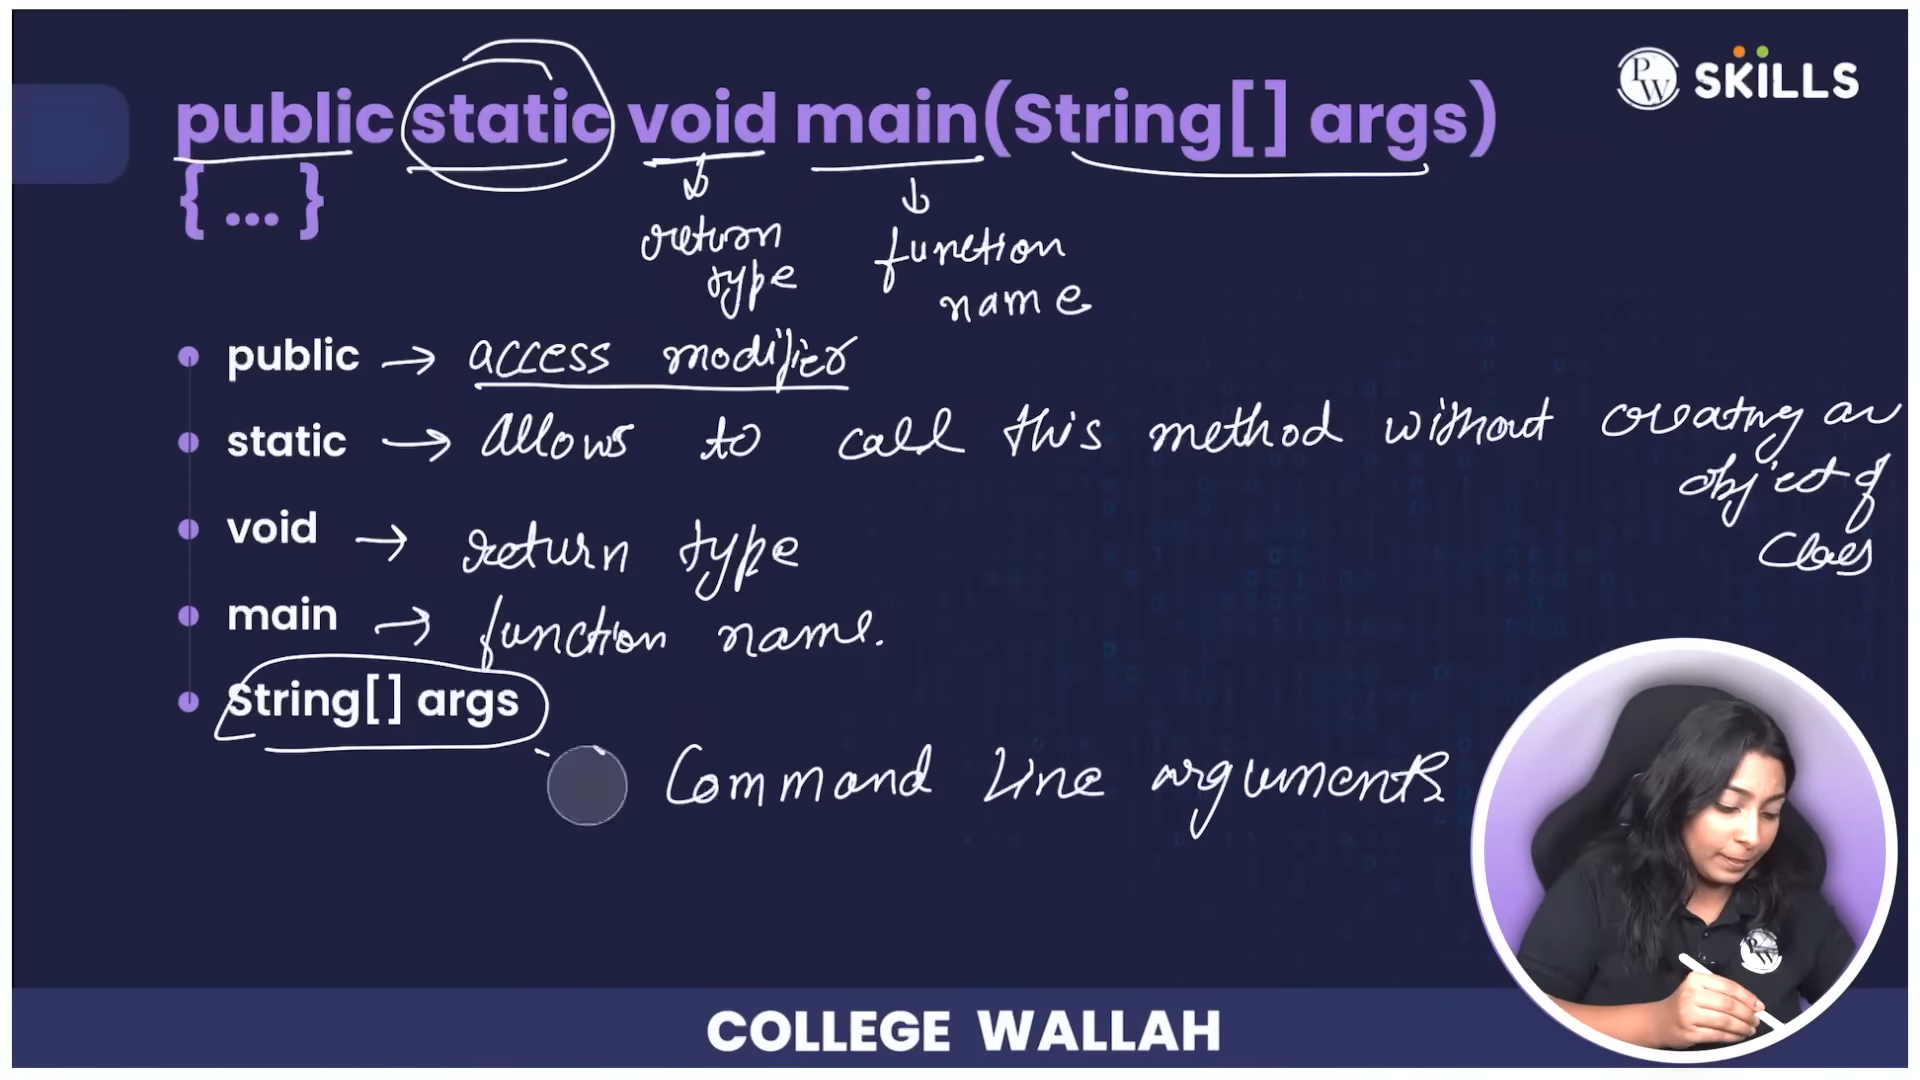 PW SKILLS
public static void main(String[] args)
{ ... }
return
type
function
name
public → access modifier
static → Allows to call this method without creating an
object of
Class
void → return type
main → function name.
String[] args
Command Line arguments
PW
COLLEGE WALLAH